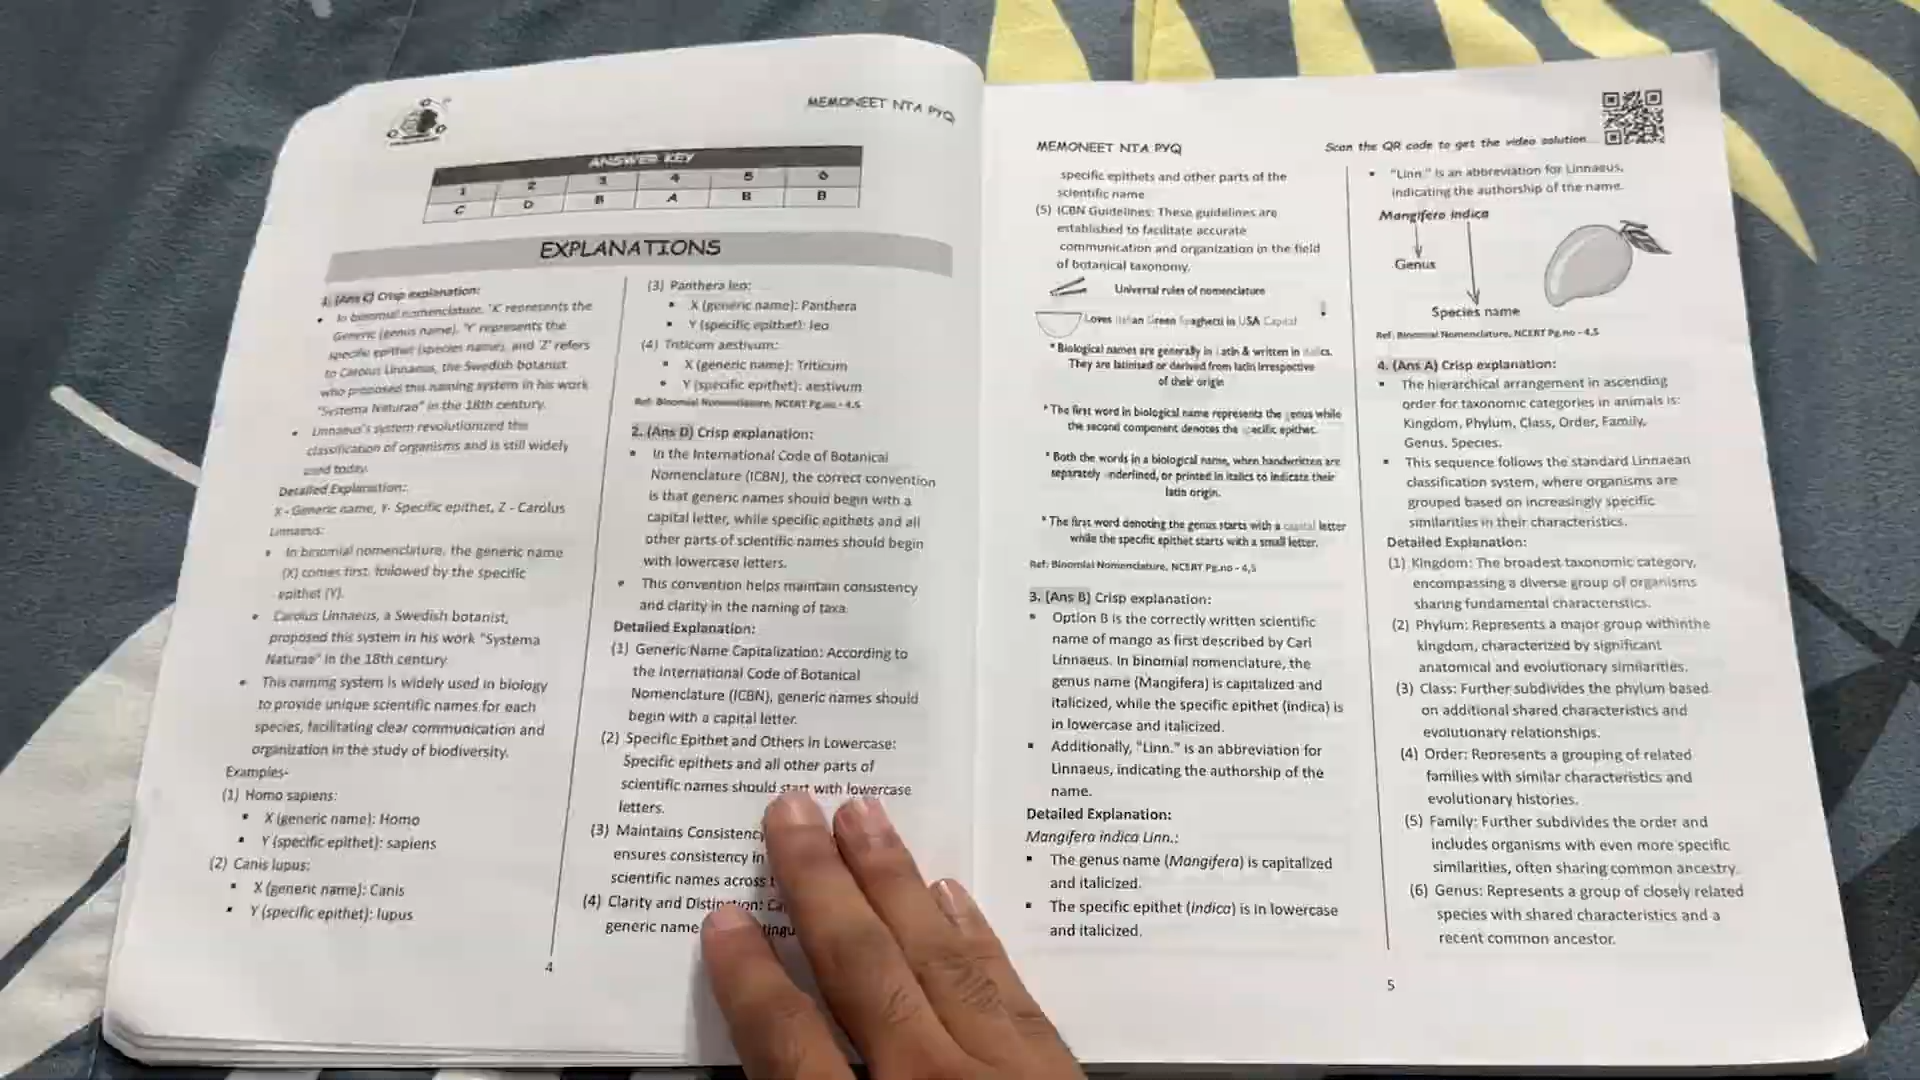 MEMONEET NTA PYQ
ANSWER KEY
1 2 3 4 5 6
C D B A B B
EXPLANATIONS
1. (Ans C) Crisp explanation:
• In binomial nomenclature, 'X' represents the
Generic (genus name), 'Y' represents the
specific epithet (species name), and 'Z' refers
to Carolus Linnaeus, the Swedish botanist
who proposed this naming system in his work
"Systema Naturae" in the 18th century.
• Linnaeus's system revolutionized the
classification of organisms and is still widely
used today.
Detailed Explanation:
X - Generic name, Y- Specific epithet, Z - Carolus
Linnaeus:
• In binomial nomenclature, the generic name
(X) comes first, followed by the specific
epithet (Y).
• Carolus Linnaeus, a Swedish botanist,
proposed this system in his work "Systema
Naturae" in the 18th century.
• This naming system is widely used in biology
to provide unique scientific names for each
species, facilitating clear communication and
organization in the study of biodiversity.
Examples-
(1) Homo sapiens:
• X (generic name): Homo
• Y (specific epithet): sapiens
(2) Canis lupus:
• X (generic name): Canis
• Y (specific epithet): lupus
(3) Panthera leo:
• X (generic name): Panthera
• Y (specific epithet): leo
(4) Triticum aestivum:
• X (generic name): Triticum
• Y (specific epithet): aestivum
Ref: Binomial Nomenclature, NCERT Pg.no - 4,5
2. (Ans D) Crisp explanation:
• In the International Code of Botanical
Nomenclature (ICBN), the correct convention
is that generic names should begin with a
capital letter, while specific epithets and all
other parts of scientific names should begin
with lowercase letters.
• This convention helps maintain consistency
and clarity in the naming of taxa.
Detailed Explanation:
(1) Generic Name Capitalization: According to
the International Code of Botanical
Nomenclature (ICBN), generic names should
begin with a capital letter.
(2) Specific Epithet and Others in Lowercase:
Specific epithets and all other parts of
scientific names should start with lowercase
letters.
(3) Maintains Consistency
ensures consistency in
scientific names across
(4) Clarity and Distinction:
generic name
4
MEMONEET NTA PYQ
Scan the QR code to get the video solution...
specific epithets and other parts of the
scientific name
(5) ICBN Guidelines: These guidelines are
established to facilitate accurate
communication and organization in the field
of botanical taxonomy.
Universal rules of nomenclature
Loves Italian Green Spaghetti in USA Capital
* Biological names are generally in Latin & written in italics.
They are latinised or derived from latin irrespective
of their origin
* The first word in biological name represents the genus while
the second component denotes the specific epithet.
* Both the words in a biological name, when handwritten are
separately underlined, or printed in italics to indicate their
latin origin.
* The first word denoting the genus starts with a capital letter
while the specific epithet starts with a small letter.
Ref: Binomial Nomenclature, NCERT Pg.no - 4,5
3. (Ans B) Crisp explanation:
▪ Option B is the correctly written scientific
name of mango as first described by Carl
Linnaeus. In binomial nomenclature, the
genus name (Mangifera) is capitalized and
italicized, while the specific epithet (indica) is
in lowercase and italicized.
▪ Additionally, "Linn." is an abbreviation for
Linnaeus, indicating the authorship of the
name.
Detailed Explanation:
Mangifera indica Linn.:
▪ The genus name (Mangifera) is capitalized
and italicized.
▪ The specific epithet (indica) is in lowercase
and italicized.
• "Linn." is an abbreviation for Linnaeus,
indicating the authorship of the name.
Mangifera indica
Genus
Species name
Ref: Binomial Nomenclature, NCERT Pg.no - 4,5
4. (Ans A) Crisp explanation:
▪ The hierarchical arrangement in ascending
order for taxonomic categories in animals is:
Kingdom, Phylum, Class, Order, Family,
Genus, Species.
▪ This sequence follows the standard Linnaean
classification system, where organisms are
grouped based on increasingly specific
similarities in their characteristics.
Detailed Explanation:
(1) Kingdom: The broadest taxonomic category,
encompassing a diverse group of organisms
sharing fundamental characteristics.
(2) Phylum: Represents a major group withinthe
kingdom, characterized by significant
anatomical and evolutionary similarities.
(3) Class: Further subdivides the phylum based
on additional shared characteristics and
evolutionary relationships.
(4) Order: Represents a grouping of related
families with similar characteristics and
evolutionary histories.
(5) Family: Further subdivides the order and
includes organisms with even more specific
similarities, often sharing common ancestry.
(6) Genus: Represents a group of closely related
species with shared characteristics and a
recent common ancestor.
5